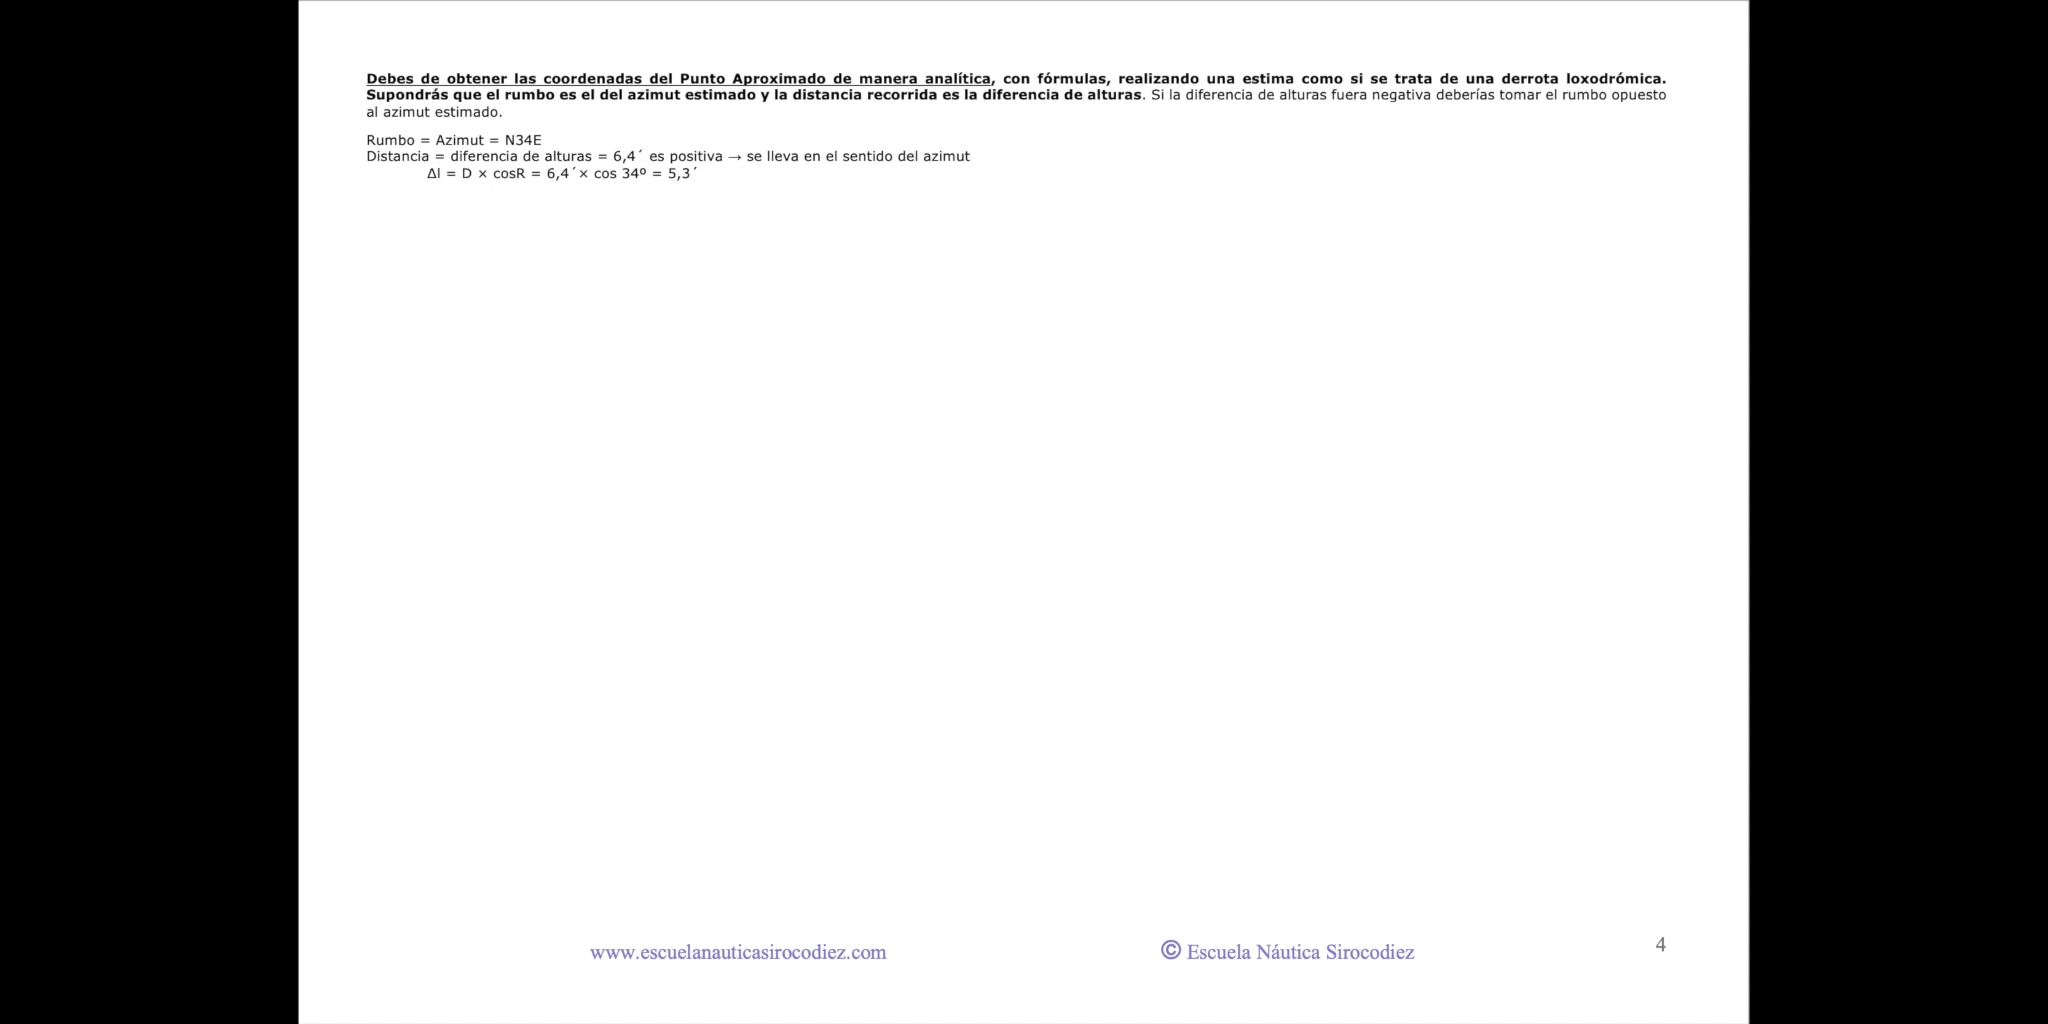 Debes de obtener las coordenadas del Punto Aproximado de manera analítica, con fórmulas, realizando una estima como si se trata de una derrota loxodrómica.
Supondrás que el rumbo es el del azimut estimado y la distancia recorrida es la diferencia de alturas. Si la diferencia de alturas fuera negativa deberías tomar el rumbo opuesto
al azimut estimado.
Rumbo = Azimut = N34E
Distancia = diferencia de alturas = 6,4´ es positiva → se lleva en el sentido del azimut
Δl = D × cosR = 6,4´× cos 34º = 5,3´
www.escuelanauticasirocodiez.com © Escuela Náutica Sirocodiez 4